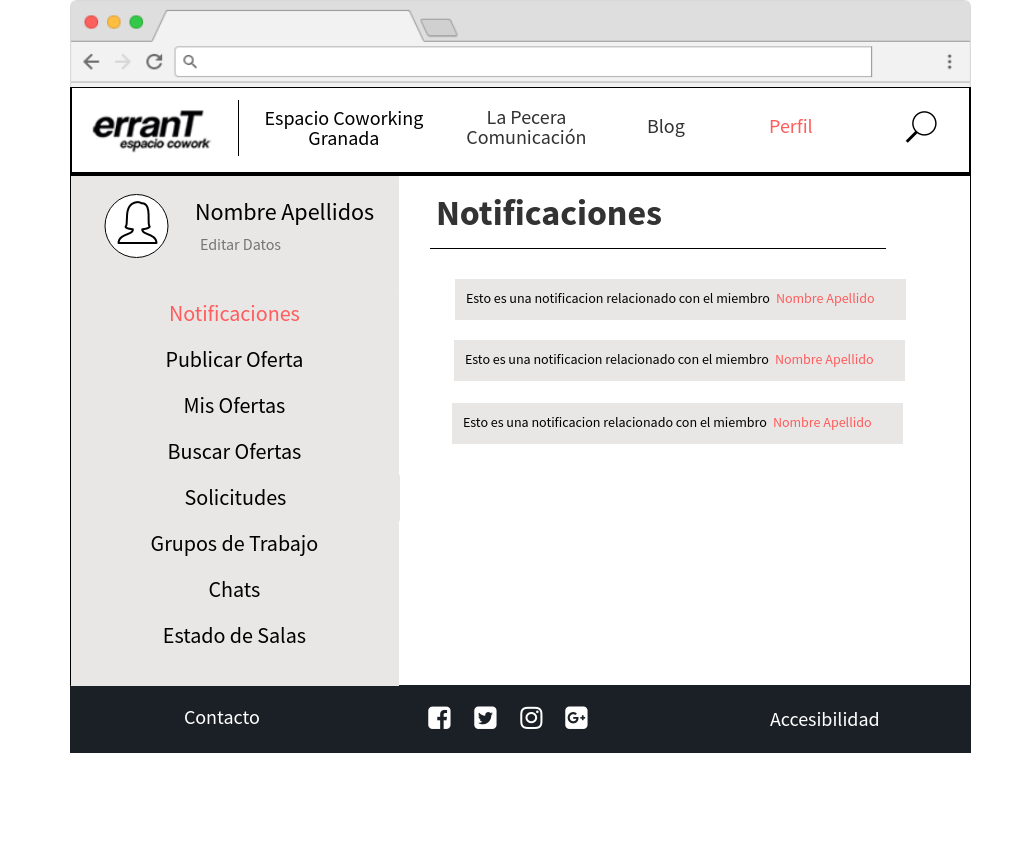 erranT
espacio cowork
Espacio Coworking
Granada
La Pecera
Comunicación
Blog
Perfil
Nombre Apellidos
Editar Datos
Notificaciones
Publicar Oferta
Mis Ofertas
Buscar Ofertas
Solicitudes
Grupos de Trabajo
Chats
Estado de Salas
Notificaciones
Esto es una notificacion relacionado con el miembro Nombre Apellido
Esto es una notificacion relacionado con el miembro Nombre Apellido
Esto es una notificacion relacionado con el miembro Nombre Apellido
Contacto
G+
Accesibilidad